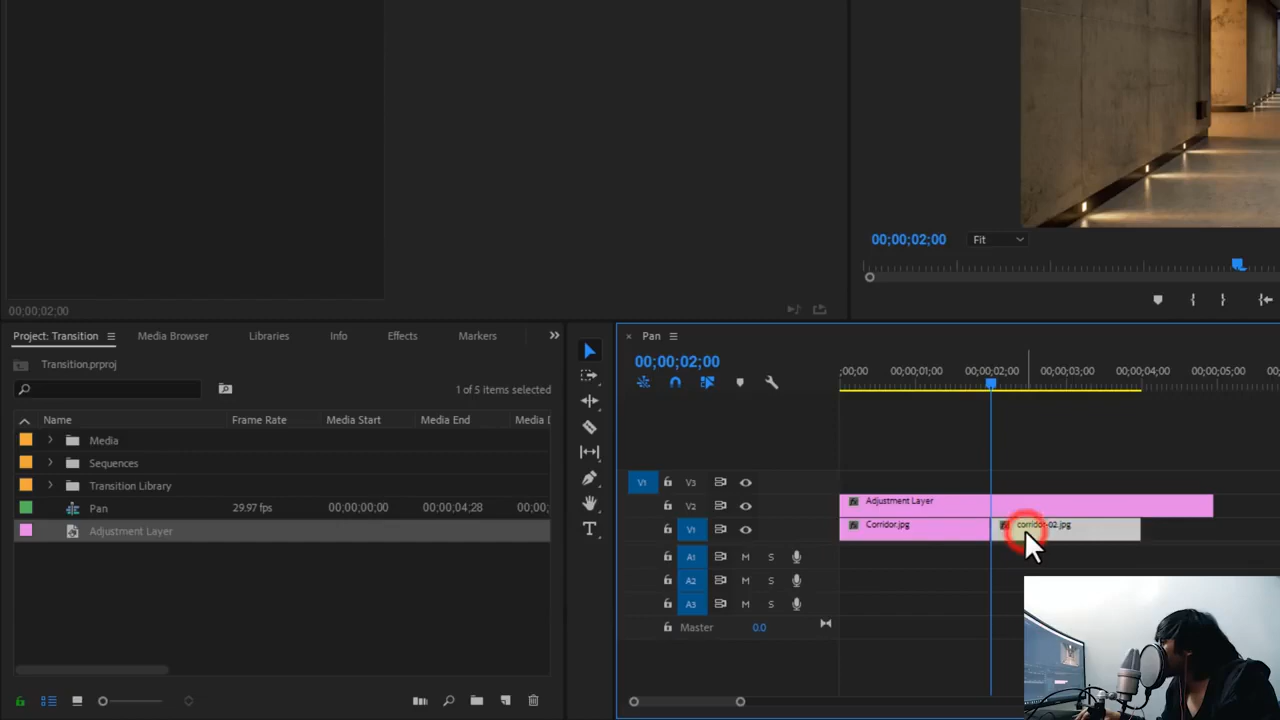 00;00;02;00 Fit
00;00;02;00
Project: Transition Media Browser Libraries Info Effects Markers
Transition.prproj
1 of 5 items selected
Name Frame Rate Media Start Media End Media D
Media
Sequences
Transition Library
Pan 29.97 fps 00;00;00;00 00;00;04;28 00;00;
Adjustment Layer
× Pan
00;00;02;00
;00;00 00;00;01;00 00;00;02;00 00;00;03;00 00;00;04;00 00;00;05;00 00;
V1 V3
V2 Adjustment Layer
V1 Corridor.jpg corridor-02.jpg
A1 M S
A2 M S
A3 M S
Master 0.0